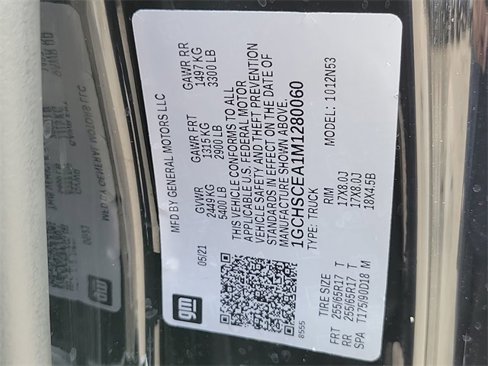 gm
MFD BY GENERAL MOTORS LLC
05/21
GVWR GAWR FRT GAWR RR
2449 KG 1315 KG 1497 KG
5400 LB 2900 LB 3300 LB
THIS VEHICLE CONFORMS TO ALL
APPLICABLE U.S. FEDERAL MOTOR
VEHICLE SAFETY AND THEFT PREVENTION
STANDARDS IN EFFECT ON THE DATE OF
MANUFACTURE SHOWN ABOVE.
1GCHSCEA1M1280060
TYPE: TRUCK MODEL: 1012N53
8555
TIRE SIZE RIM
FRT 255/65R17 T 17X8.0J
RR 255/65R17 T 17X8.0J
SPA T175/90D18 M 18X4.5B